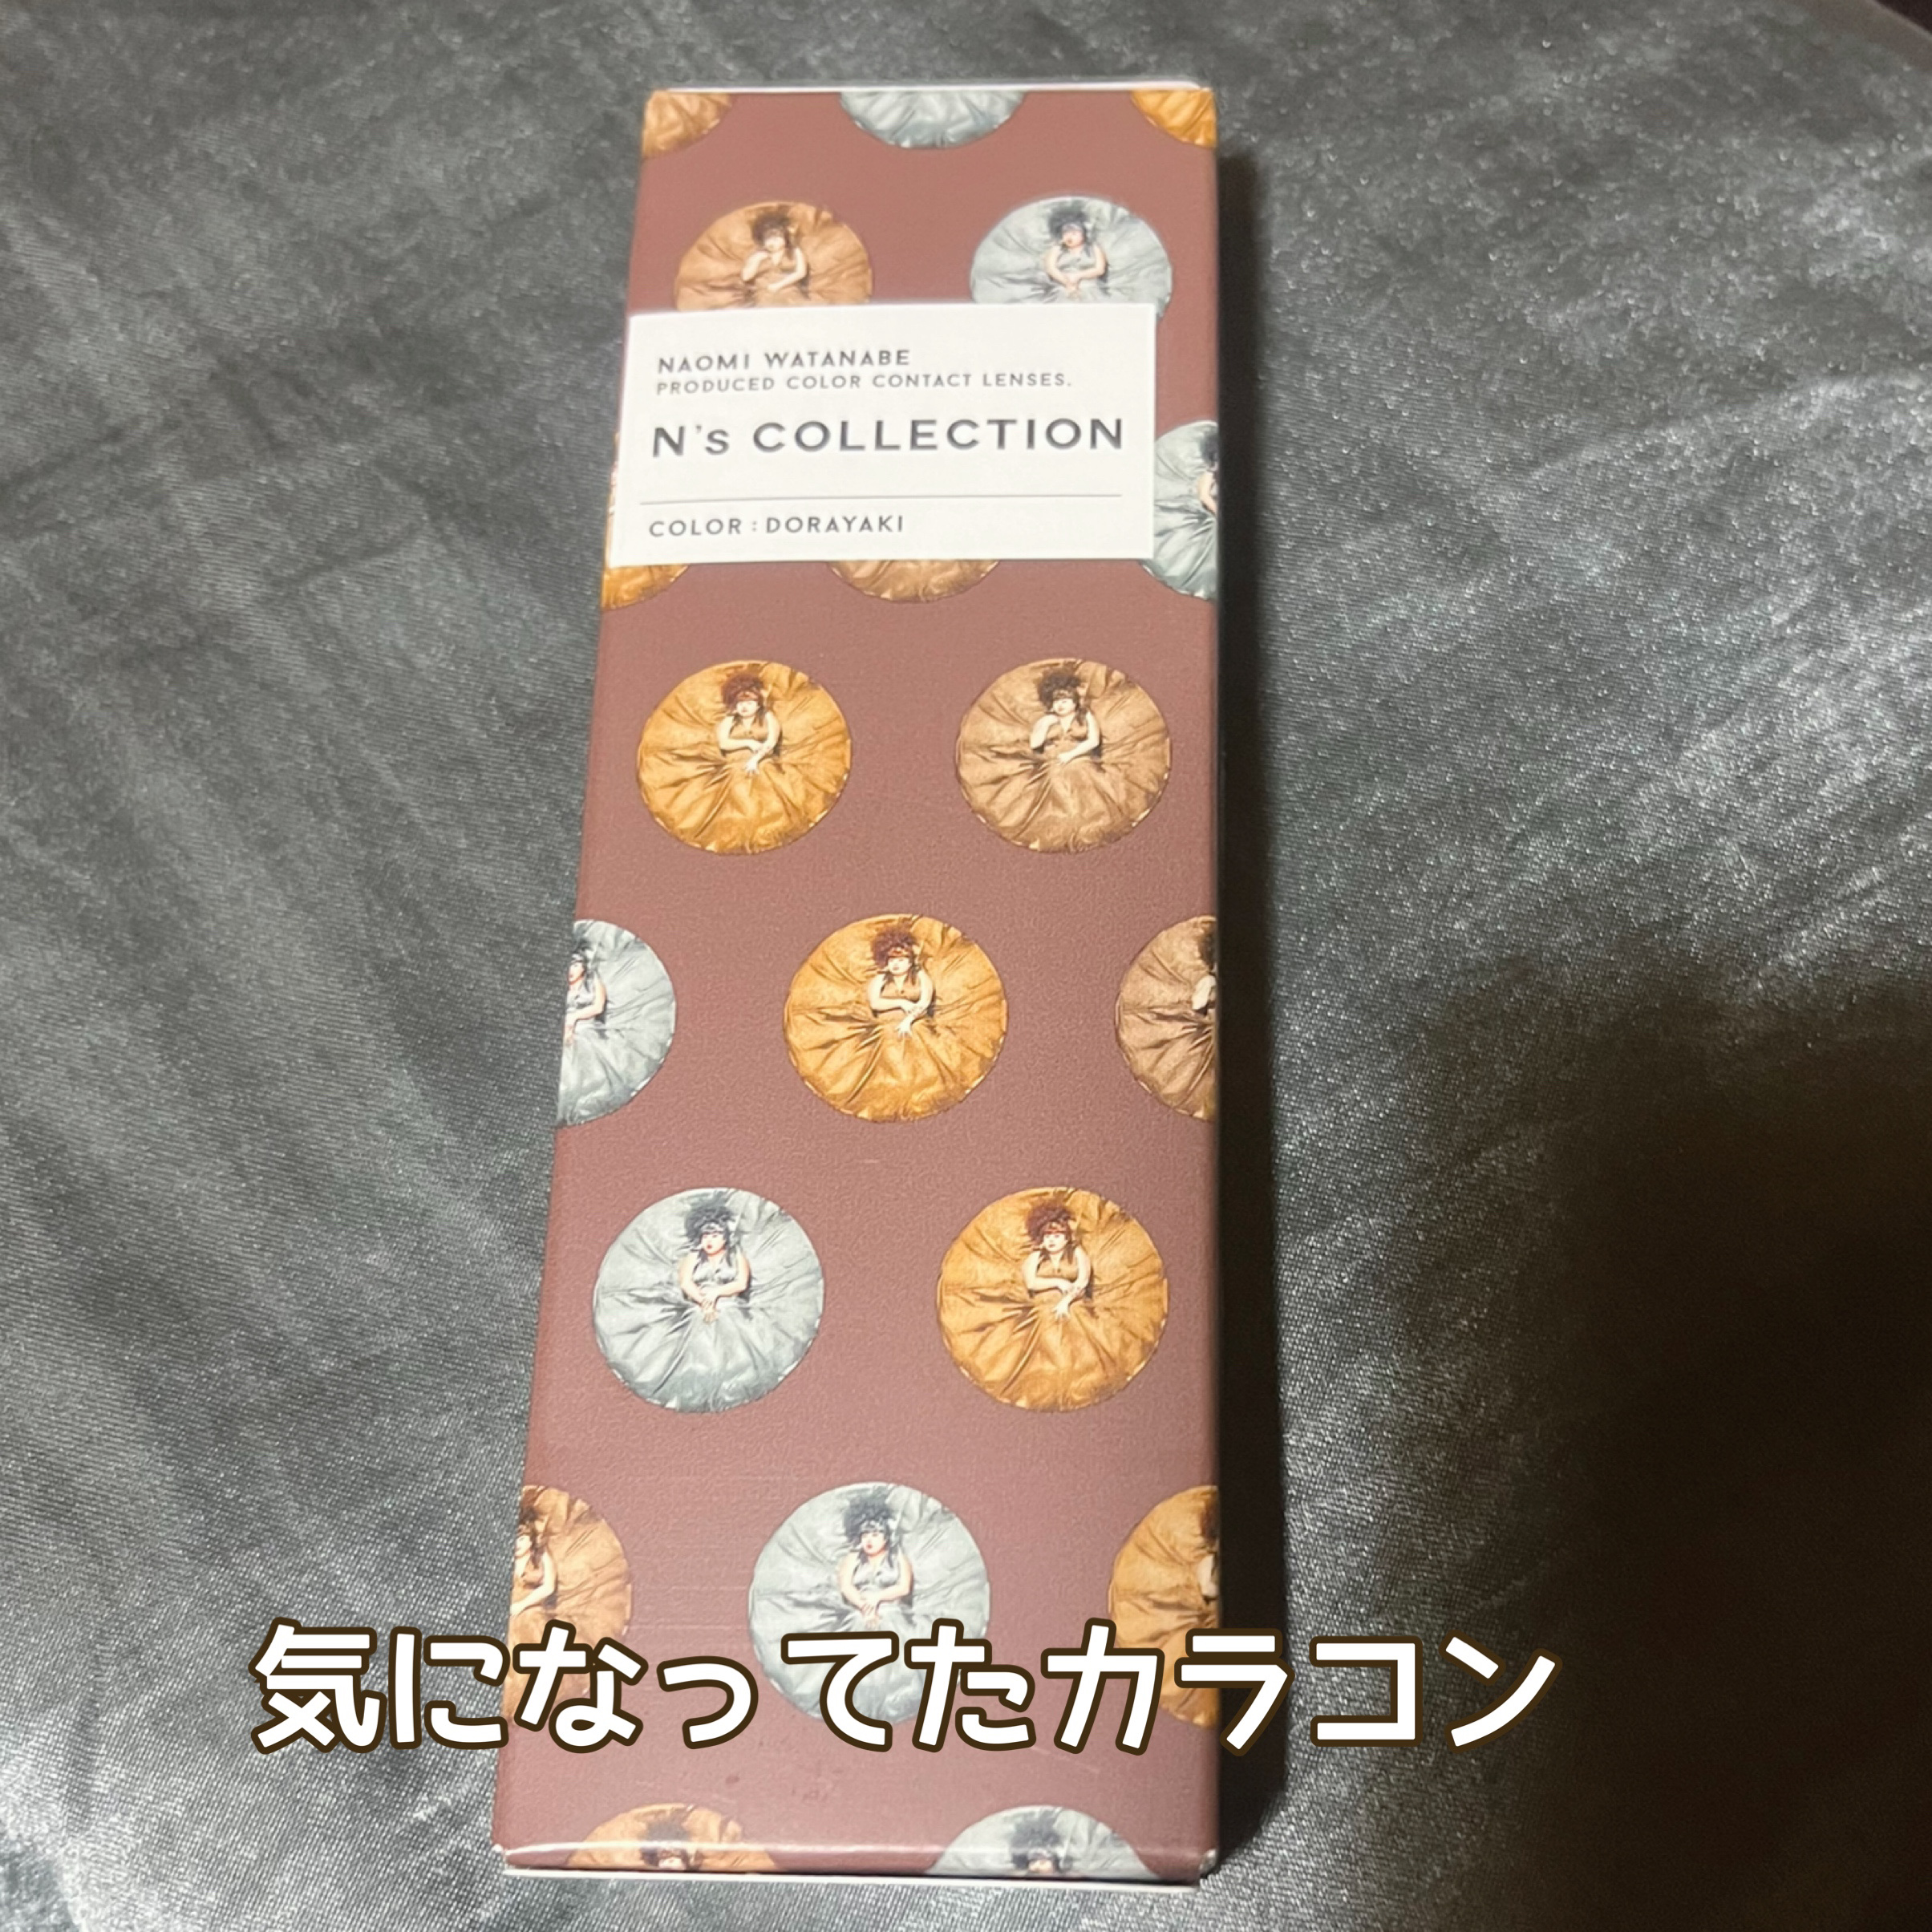 NAOMI WATANABE
PRODUCED COLOR CONTACT LENSES.
N's COLLECTION
COLOR : DORAYAKI
気になってたカラコン